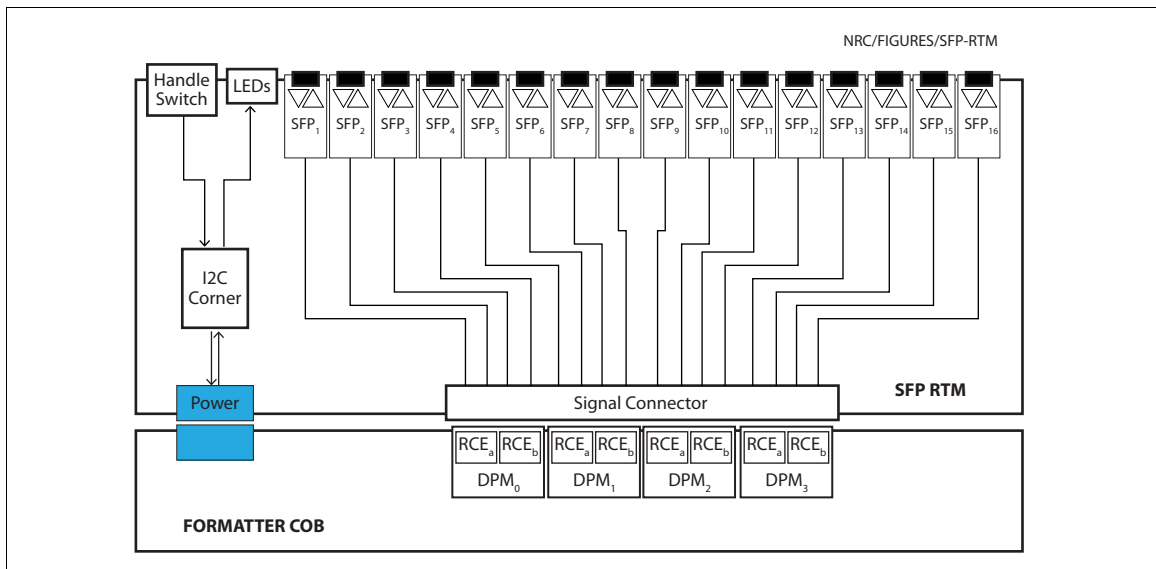 NRC/FIGURES/SFP-RTM
Handle
Switch
LEDs
SFP1 SFP2 SFP3 SFP4 SFP5 SFP6 SFP7 SFP8 SFP9 SFP10 SFP11 SFP12 SFP13 SFP14 SFP15 SFP16
I2C
Corner
SFP RTM
Power
Signal Connector
RCEa RCEb RCEa RCEb RCEa RCEb RCEa RCEb
DPM0 DPM1 DPM2 DPM3
FORMATTER COB